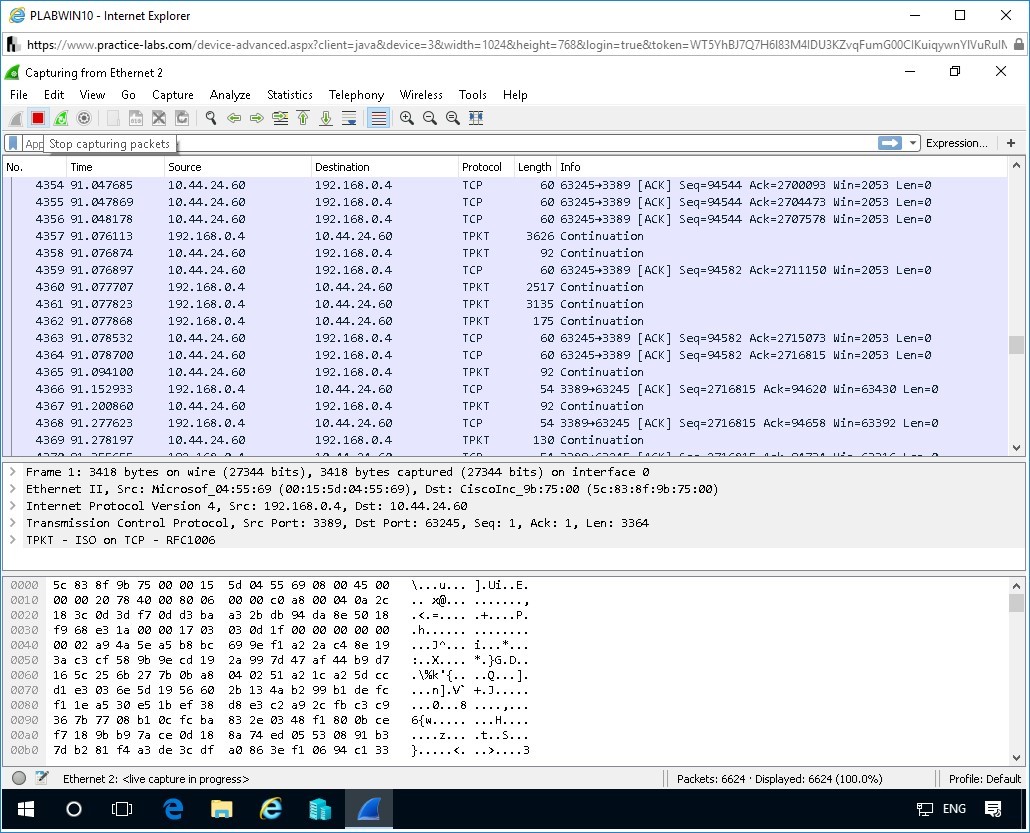 PLABWIN10 - Internet Explorer
https://www.practice-labs.com/device-advanced.aspx?client=java&device=3&width=1024&height=768&login=true&token=WT5YhBJ7Q7H6I83M4IDU3KZvqFumG00CIKuiqywnYIVuRuIN
Capturing from Ethernet 2
File Edit View Go Capture Analyze Statistics Telephony Wireless Tools Help
App Stop capturing packets Expression... +
No. Time Source Destination Protocol Length Info
4354 91.047685 10.44.24.60 192.168.0.4 TCP 60 63245→3389 [ACK] Seq=94544 Ack=2700093 Win=2053 Len=0
4355 91.047869 10.44.24.60 192.168.0.4 TCP 60 63245→3389 [ACK] Seq=94544 Ack=2704473 Win=2053 Len=0
4356 91.048178 10.44.24.60 192.168.0.4 TCP 60 63245→3389 [ACK] Seq=94544 Ack=2707578 Win=2053 Len=0
4357 91.076113 192.168.0.4 10.44.24.60 TPKT 3626 Continuation
4358 91.076874 10.44.24.60 192.168.0.4 TPKT 92 Continuation
4359 91.076897 10.44.24.60 192.168.0.4 TCP 60 63245→3389 [ACK] Seq=94582 Ack=2711150 Win=2053 Len=0
4360 91.077707 192.168.0.4 10.44.24.60 TPKT 2517 Continuation
4361 91.077823 192.168.0.4 10.44.24.60 TPKT 3135 Continuation
4362 91.077868 192.168.0.4 10.44.24.60 TPKT 175 Continuation
4363 91.078532 10.44.24.60 192.168.0.4 TCP 60 63245→3389 [ACK] Seq=94582 Ack=2715073 Win=2053 Len=0
4364 91.078700 10.44.24.60 192.168.0.4 TCP 60 63245→3389 [ACK] Seq=94582 Ack=2716815 Win=2053 Len=0
4365 91.094100 10.44.24.60 192.168.0.4 TPKT 92 Continuation
4366 91.152933 192.168.0.4 10.44.24.60 TCP 54 3389→63245 [ACK] Seq=2716815 Ack=94620 Win=63430 Len=0
4367 91.200860 10.44.24.60 192.168.0.4 TPKT 92 Continuation
4368 91.277623 192.168.0.4 10.44.24.60 TCP 54 3389→63245 [ACK] Seq=2716815 Ack=94658 Win=63392 Len=0
4369 91.278197 10.44.24.60 192.168.0.4 TPKT 130 Continuation
Frame 1: 3418 bytes on wire (27344 bits), 3418 bytes captured (27344 bits) on interface 0
Ethernet II, Src: Microsof_04:55:69 (00:15:5d:04:55:69), Dst: CiscoInc_9b:75:00 (5c:83:8f:9b:75:00)
Internet Protocol Version 4, Src: 192.168.0.4, Dst: 10.44.24.60
Transmission Control Protocol, Src Port: 3389, Dst Port: 63245, Seq: 1, Ack: 1, Len: 3364
TPKT - ISO on TCP - RFC1006
0000 5c 83 8f 9b 75 00 00 15 5d 04 55 69 08 00 45 00 \...u... ].Ui..E.
0010 00 00 20 78 40 00 80 06 00 00 c0 a8 00 04 0a 2c .. x@... .......,
0020 18 3c 0d 3d f7 0d d3 ba a3 2b db 94 da 8e 50 18 .<.=.... .+....P.
0030 f9 68 e3 1a 00 00 17 03 03 0d 1f 00 00 00 00 00 .h...... ........
0040 00 02 a9 4a 5e a5 b8 bc 69 9e f1 a2 2a c4 8e 19 ...J^... i...*...
0050 3a c3 cf 58 9b 9e cd 19 2a 99 7d 47 af 44 b9 d7 :..X.... *.}G.D..
0060 16 5c 25 6b 27 7b 0b a8 04 02 51 a2 1c a2 5d cc .\%k'{.. ..Q...].
0070 d1 e3 03 6e 5d 19 56 60 2b 13 4a b2 99 b1 de fc ...n].V` +.J.....
0080 f1 1e a5 30 e5 1b ef 38 d8 e3 c2 a9 2c fb c3 c9 ...0...8 ....,...
0090 36 7b 77 08 b1 0c fc ba 83 2e 03 48 f1 80 0b ce 6{w..... ...H....
00a0 f7 18 9b b9 7a ce 0d 18 8a 74 ed 05 53 08 91 b3 ....z... .t..S...
00b0 7d b2 81 f4 a3 de 3c df a0 86 3e f1 06 94 c1 33 }.....<. ..>....3
Ethernet 2: <live capture in progress> Packets: 6624 · Displayed: 6624 (100.0%) Profile: Default
ENG